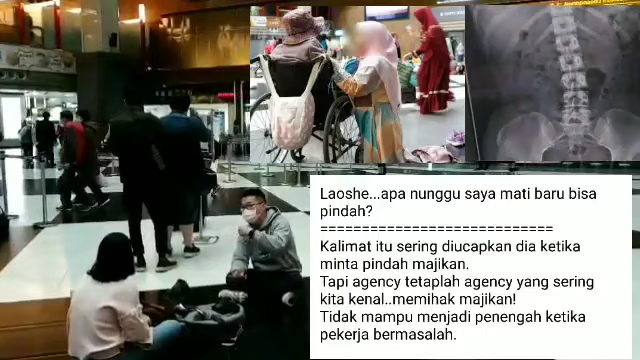 Laoshe...apa nunggu saya mati baru bisa
pindah?
============================
Kalimat itu sering diucapkan dia ketika
minta pindah majikan.
Tapi agency tetaplah agency yang sering
kita kenal..memihak majikan!
Tidak mampu menjadi penengah ketika
pekerja bermasalah.